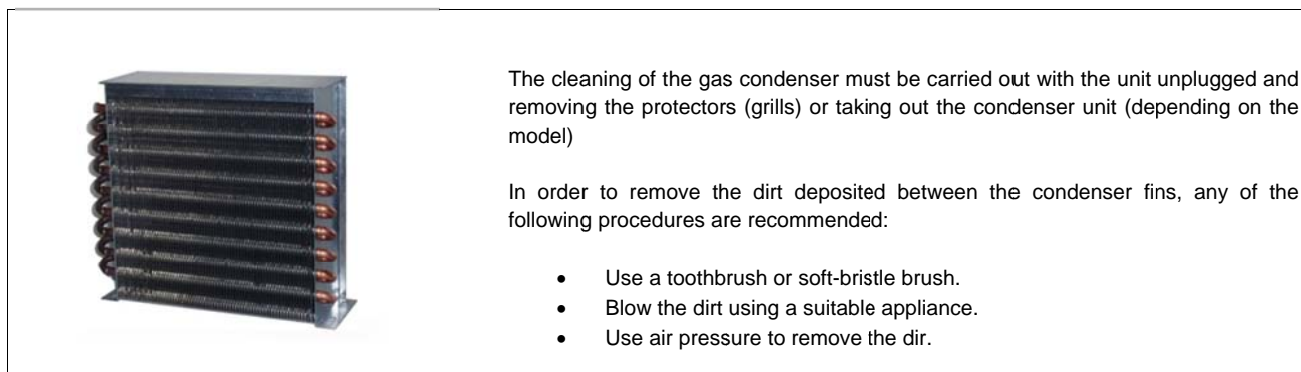 The cleaning of the gas condenser must be carried out with the unit unplugged and
removing the protectors (grills) or taking out the condenser unit (depending on the
model)
In order to remove the dirt deposited between the condenser fins, any of the
following procedures are recommended:
• Use a toothbrush or soft-bristle brush.
• Blow the dirt using a suitable appliance.
• Use air pressure to remove the dir.